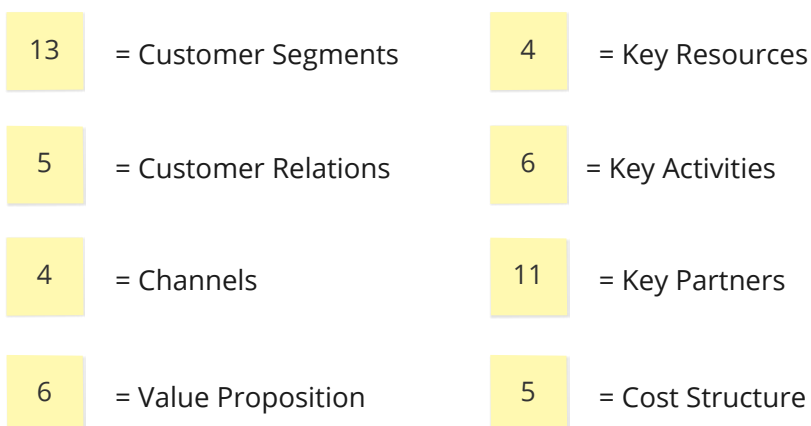 13 = Customer Segments
5 = Customer Relations
4 = Channels
6 = Value Proposition
4 = Key Resources
6 = Key Activities
11 = Key Partners
5 = Cost Structure